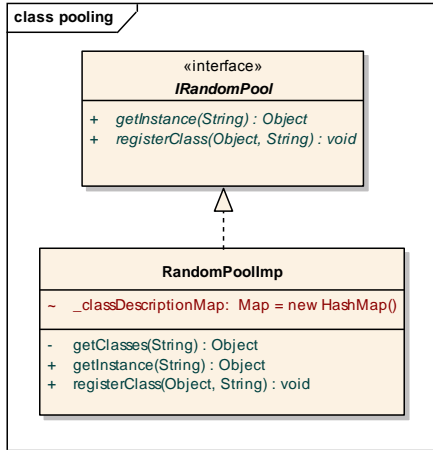 class pooling
«interface»
IRandomPool
+ getInstance(String) : Object
+ registerClass(Object, String) : void
RandomPoolImp
~ _classDescriptionMap: Map = new HashMap()
- getClasses(String) : Object
+ getInstance(String) : Object
+ registerClass(Object, String) : void